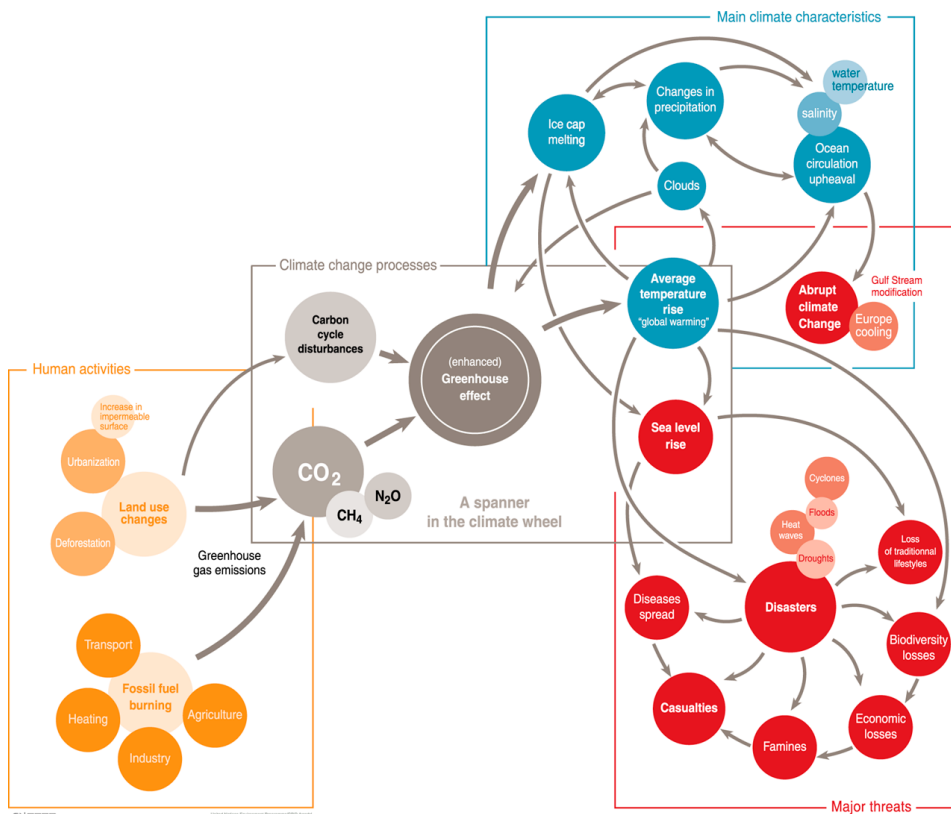 Main climate characteristics
water
temperature
salinity
Changes in
precipitation
Ice cap
melting
Ocean
circulation
upheaval
Clouds
Climate change processes
Average
temperature
rise
“global warming”
Gulf Stream
modification
Abrupt
climate
Change
Europe
cooling
Carbon
cycle
disturbances
(enhanced)
Greenhouse
effect
Human activities
Increase in
impermeable
surface
Urbanization
Land use
changes
Deforestation
CO2
N2O
CH4
A spanner
in the climate wheel
Greenhouse
gas emissions
Sea level
rise
Cyclones
Floods
Heat
waves
Droughts
Loss
of traditionnal
lifestyles
Diseases
spread
Disasters
Biodiversity
losses
Transport
Fossil fuel
burning
Heating
Agriculture
Industry
Casualties
Famines
Economic
losses
Major threats